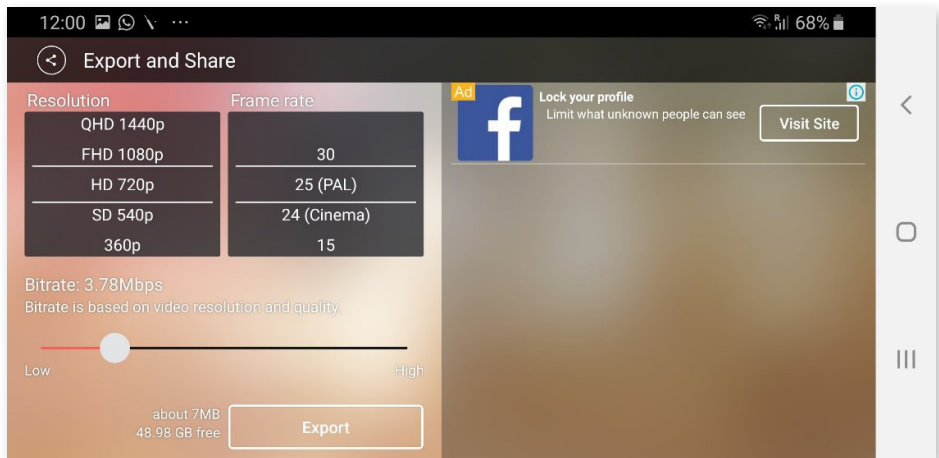 12:00 ... R 68%
Export and Share
Resolution
QHD 1440p
FHD 1080p
HD 720p
SD 540p
360p
Frame rate
30
25 (PAL)
24 (Cinema)
15
Bitrate: 3.78Mbps
Bitrate is based on video resolution and quality.
Low
High
about 7MB
48.98 GB free
Export
Ad
f
Lock your profile
Limit what unknown people can see
Visit Site